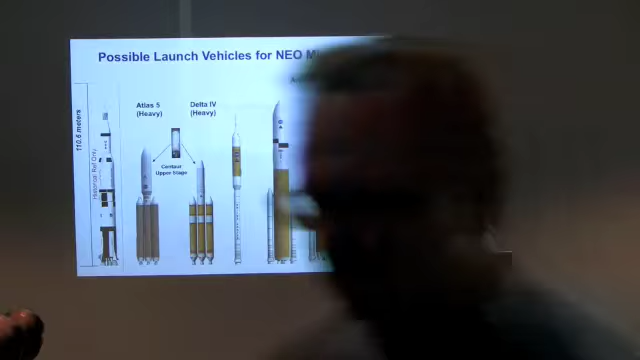 Possible Launch Vehicles for NEO
110.6 meters
Historical Ref Only
Atlas 5
(Heavy)
Delta IV
(Heavy)
Centaur
Upper Stage